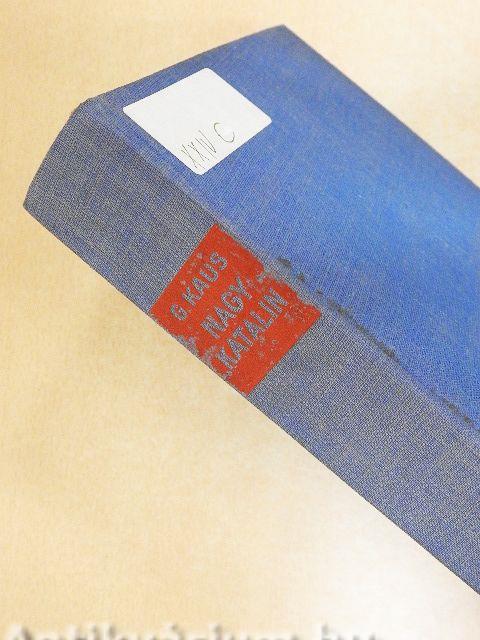 XXIV C
G. KAUS
NAGY
KATALIN